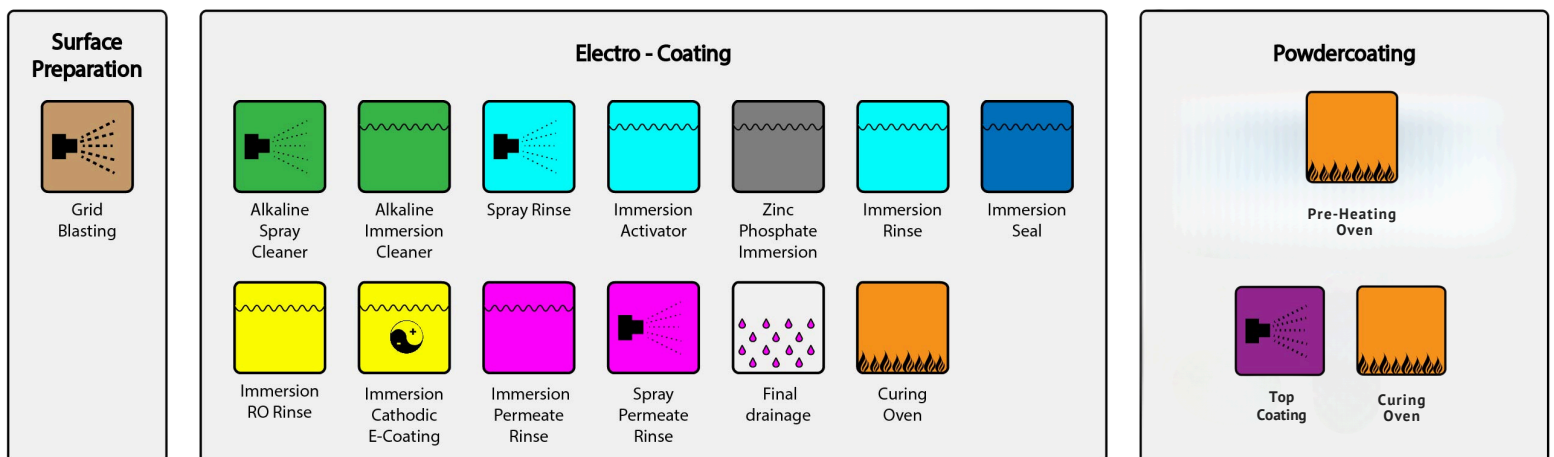 Surface
Preparation
Grid
Blasting
Electro - Coating
Alkaline
Spray
Cleaner
Alkaline
Immersion
Cleaner
Spray Rinse
Immersion
Activator
Zinc
Phosphate
Immersion
Immersion
Rinse
Immersion
Seal
Immersion
RO Rinse
Immersion
Cathodic
E-Coating
Immersion
Permeate
Rinse
Spray
Permeate
Rinse
Final
drainage
Curing
Oven
Powdercoating
Pre-Heating
Oven
Top
Coating
Curing
Oven